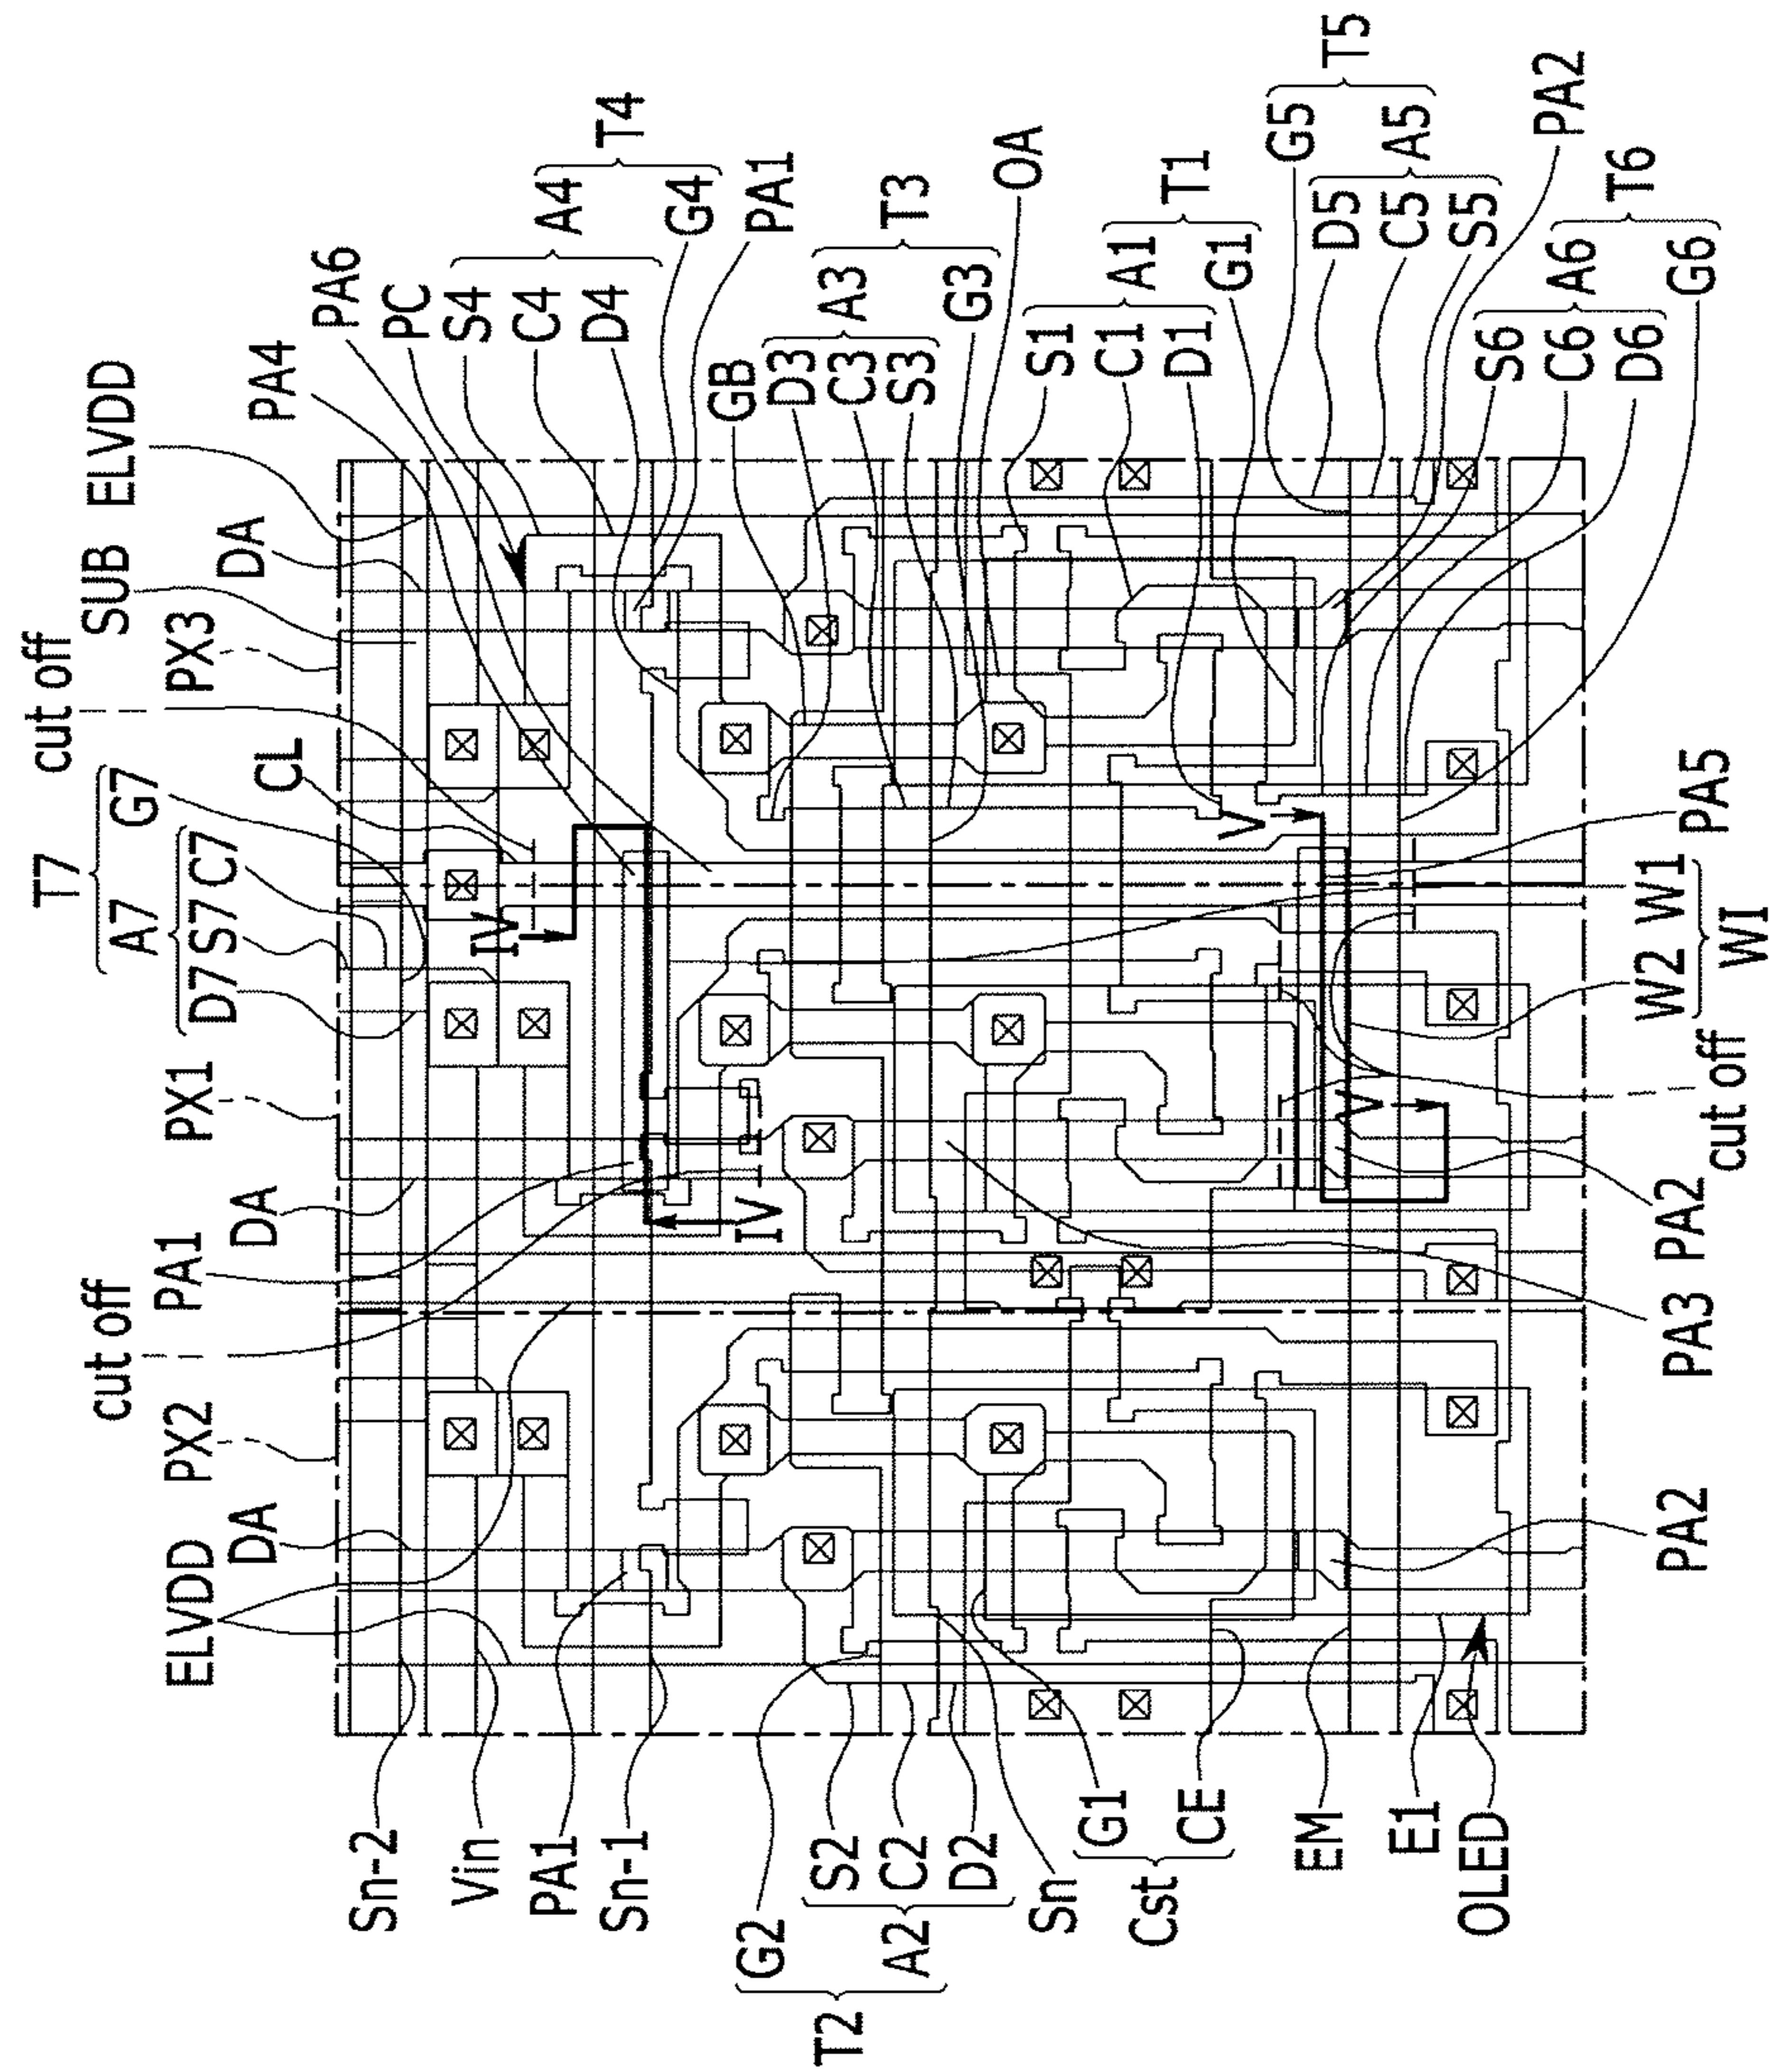 T5
G5
D5
C5
A5
S5
PA2
T6
S6
A6
C6
D6
G6
T4
A4
S4
C4
D4
G4
PA1
T3
A3
D3
C3
S3
G3
OA
T1
A1
S1
C1
D1
G1
PA6
PC
PA4
GB
ELVDD
DA
SUB
PX3
cut off
CL
T7
G7
A7
D7
S7
C7
IV
V
PA5
W2
W1
WI
PX1
DA
PA1
IV
V
cut off
PA2
PA3
cut off
PX2
DA
ELVDD
PA2
Sn-2
Vin
PA1
Sn-1
G2
S2
C2
D2
A2
T2
Sn
G1
CE
Cst
EM
E1
OLED